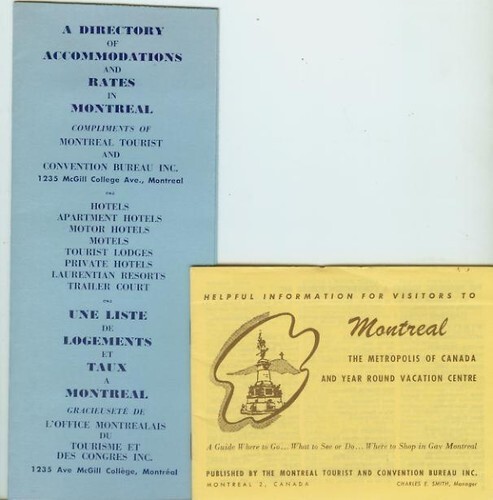 A DIRECTORY
OF
ACCOMMODATIONS
AND
RATES
IN
MONTREAL
COMPLIMENTS OF
MONTREAL TOURIST
AND
CONVENTION BUREAU INC.
1235 McGill College Ave., Montreal
HOTELS
APARTMENT HOTELS
MOTOR HOTELS
MOTELS
TOURIST LODGES
PRIVATE HOTELS
LAURENTIAN RESORTS
TRAILER COURT
UNE LISTE
DE
LOGEMENTS
ET
TAUX
A
MONTREAL
GRACIEUSETÉ DE
L'OFFICE MONTREALAIS
DU
TOURISME ET
DES CONGRES INC.
1235 Ave McGill Collège, Montréal
HELPFUL INFORMATION FOR VISITORS TO
Montreal
THE METROPOLIS OF CANADA
AND YEAR ROUND VACATION CENTRE
A Guide Where to Go... What to See or Do... Where to Shop in Gay Montreal
PUBLISHED BY THE MONTREAL TOURIST AND CONVENTION BUREAU INC.
MONTREAL 2, CANADA
CHARLES E. SMITH, Manager